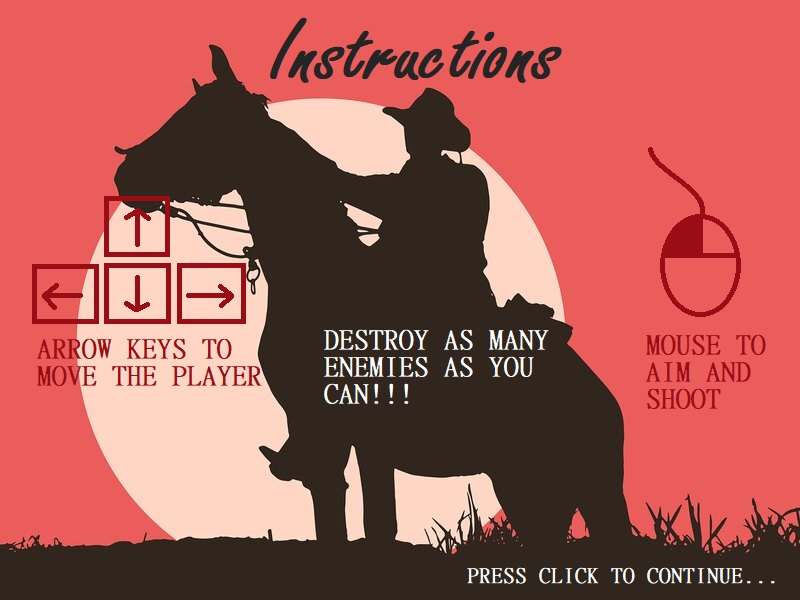 Instructions
ARROW KEYS TO
MOVE THE PLAYER
DESTROY AS MANY
ENEMIES AS YOU
CAN!!!
MOUSE TO
AIM AND
SHOOT
PRESS CLICK TO CONTINUE...